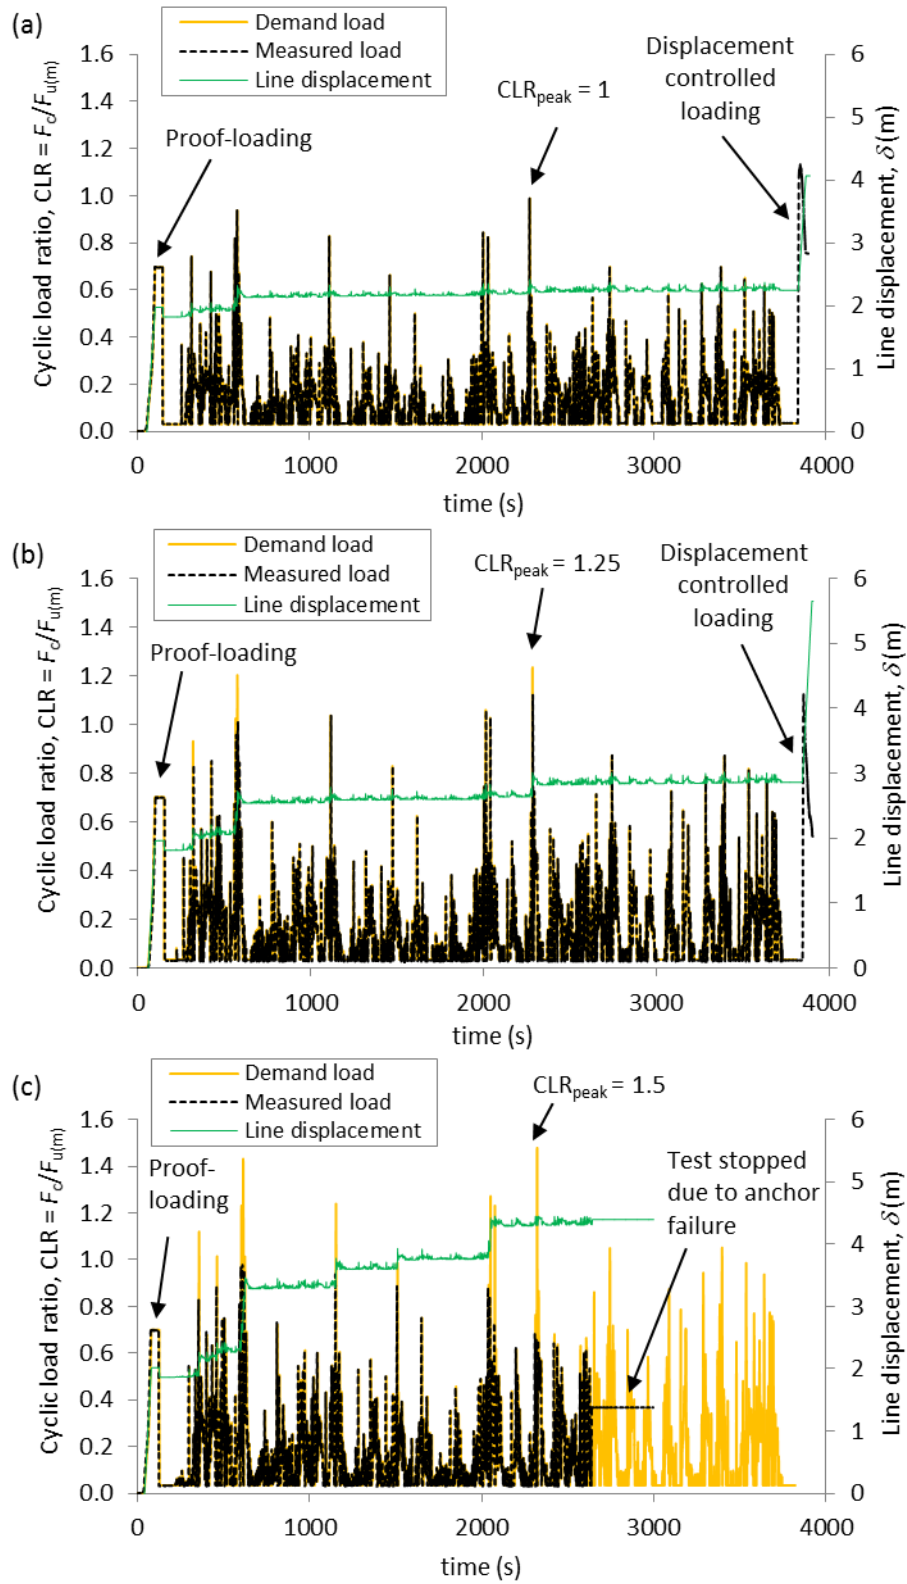 (a)
Demand load
Measured load
Line displacement
Cyclic load ratio, CLR = Fc/Fu(m)
1.6
1.4
1.2
1.0
0.8
0.6
0.4
0.2
0.0
Proof-loading
CLRpeak = 1
Displacement
controlled
loading
6
5
4
3
2
1
0
Line displacement, δ (m)
0
1000
2000
3000
4000
time (s)
(b)
Demand load
Measured load
Line displacement
Cyclic load ratio, CLR = Fc/Fu(m)
1.6
1.4
1.2
1.0
0.8
0.6
0.4
0.2
0.0
Proof-loading
CLRpeak = 1.25
Displacement
controlled
loading
6
5
4
3
2
1
0
Line displacement, δ (m)
0
1000
2000
3000
4000
time (s)
(c)
Demand load
Measured load
Line displacement
Cyclic load ratio, CLR = Fc/Fu(m)
1.6
1.4
1.2
1.0
0.8
0.6
0.4
0.2
0.0
Proof-
loading
CLRpeak = 1.5
Test stopped
due to anchor
failure
6
5
4
3
2
1
0
Line displacement, δ (m)
0
1000
2000
3000
4000
time (s)